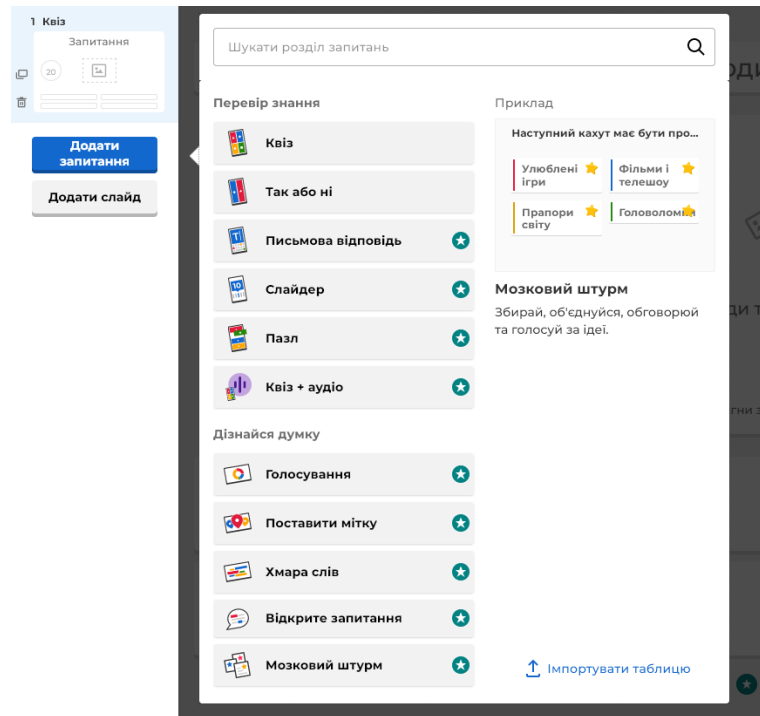 1 Квіз
Запитання
20
Додати
запитання
Додати слайд
Шукати розділ запитань
Перевір знання
Квіз
Так або ні
Письмова відповідь
Слайдер
Пазл
Квіз + аудіо
Дізнайся думку
Голосування
Поставити мітку
Хмара слів
Відкрите запитання
Мозковий штурм
Приклад
Наступний кахут має бути про...
Улюблені
ігри
Фільми і
телешоу
Прапори
світу
Головоломки
Мозковий штурм
Збирай, об'єднуйся, обговорюй
та голосуй за ідеї.
Імпортувати таблицю